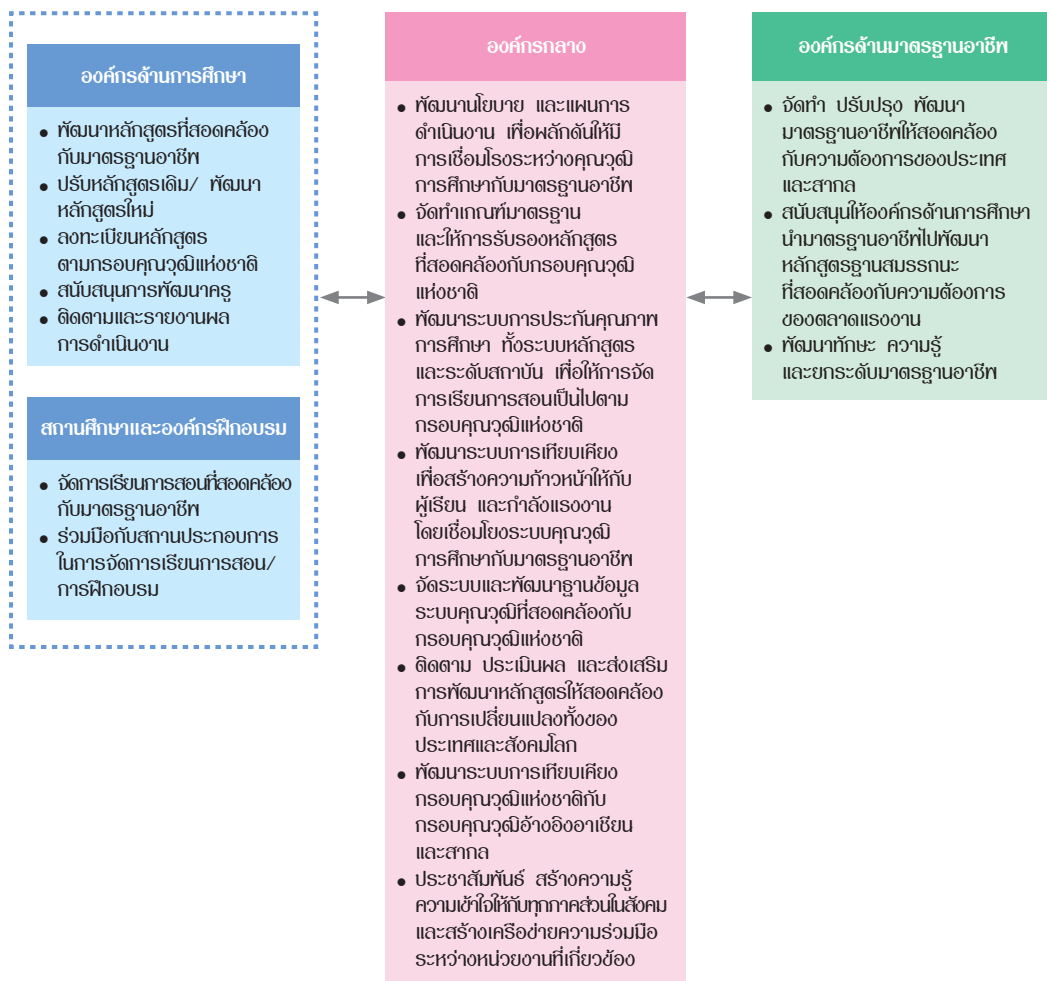 องค์กรด้านการศึกษา
● พัฒนาหลักสูตรที่สอดคล้อง
กับมาตรฐานอาชีพ
● ปรับหลักสูตรเดิม/ พัฒนา
หลักสูตรใหม่
● ลงทะเบียนหลักสูตร
ตามกรอบคุณวุฒิแห่งชาติ
● สนับสนุนการพัฒนาครู
● ติดตามและรายงานผล
การดำเนินงาน
สถานศึกษาและองค์กรฝึกอบรม
● จัดการเรียนการสอนที่สอดคล้อง
กับมาตรฐานอาชีพ
● ร่วมมือกับสถานประกอบการ
ในการจัดการเรียนการสอน/
การฝึกอบรม
องค์กรกลาง
● พัฒนานโยบาย และแผนการ
ดำเนินงาน เพื่อผลักดันให้มี
การเชื่อมโรงระหว่างคุณวุฒิ
การศึกษากับมาตรฐานอาชีพ
● จัดทำเกณฑ์มาตรฐาน
และให้การรับรองหลักสูตร
ที่สอดคล้องกับกรอบคุณวุฒิ
แห่งชาติ
● พัฒนาระบบการประกันคุณภาพ
การศึกษา ทั้งระบบหลักสูตร
และระดับสถาบัน เพื่อให้การจัด
การเรียนการสอนเป็นไปตาม
กรอบคุณวุฒิแห่งชาติ
● พัฒนาระบบการเทียบเคียง
เพื่อสร้างความก้าวหน้าให้กับ
ผู้เรียน และกำลังแรงงาน
โดยเชื่อมโยงระบบคุณวุฒิ
การศึกษากับมาตรฐานอาชีพ
● จัดระบบและพัฒนาฐานข้อมูล
ระบบคุณวุฒิที่สอดคล้องกับ
กรอบคุณวุฒิแห่งชาติ
● ติดตาม ประเมินผล และส่งเสริม
การพัฒนาหลักสูตรให้สอดคล้อง
กับการเปลี่ยนแปลงทั้งของ
ประเทศและสังคมโลก
● พัฒนาระบบการเทียบเคียง
กรอบคุณวุฒิแห่งชาติกับ
กรอบคุณวุฒิอ้างอิงอาเซียน
และสากล
● ประชาสัมพันธ์ สร้างความรู้
ความเข้าใจให้กับทุกภาคส่วนในสังคม
และสร้างเครือข่ายความร่วมมือ
ระหว่างหน่วยงานที่เกี่ยวข้อง
องค์กรด้านมาตรฐานอาชีพ
● จัดทำ ปรับปรุง พัฒนา
มาตรฐานอาชีพให้สอดคล้อง
กับความต้องการของประเทศ
และสากล
● สนับสนุนให้องค์กรด้านการศึกษา
นำมาตรฐานอาชีพไปพัฒนา
หลักสูตรฐานสมรรถนะ
ที่สอดคล้องกับความต้องการ
ของตลาดแรงงาน
● พัฒนาทักษะ ความรู้
และยกระดับมาตรฐานอาชีพ